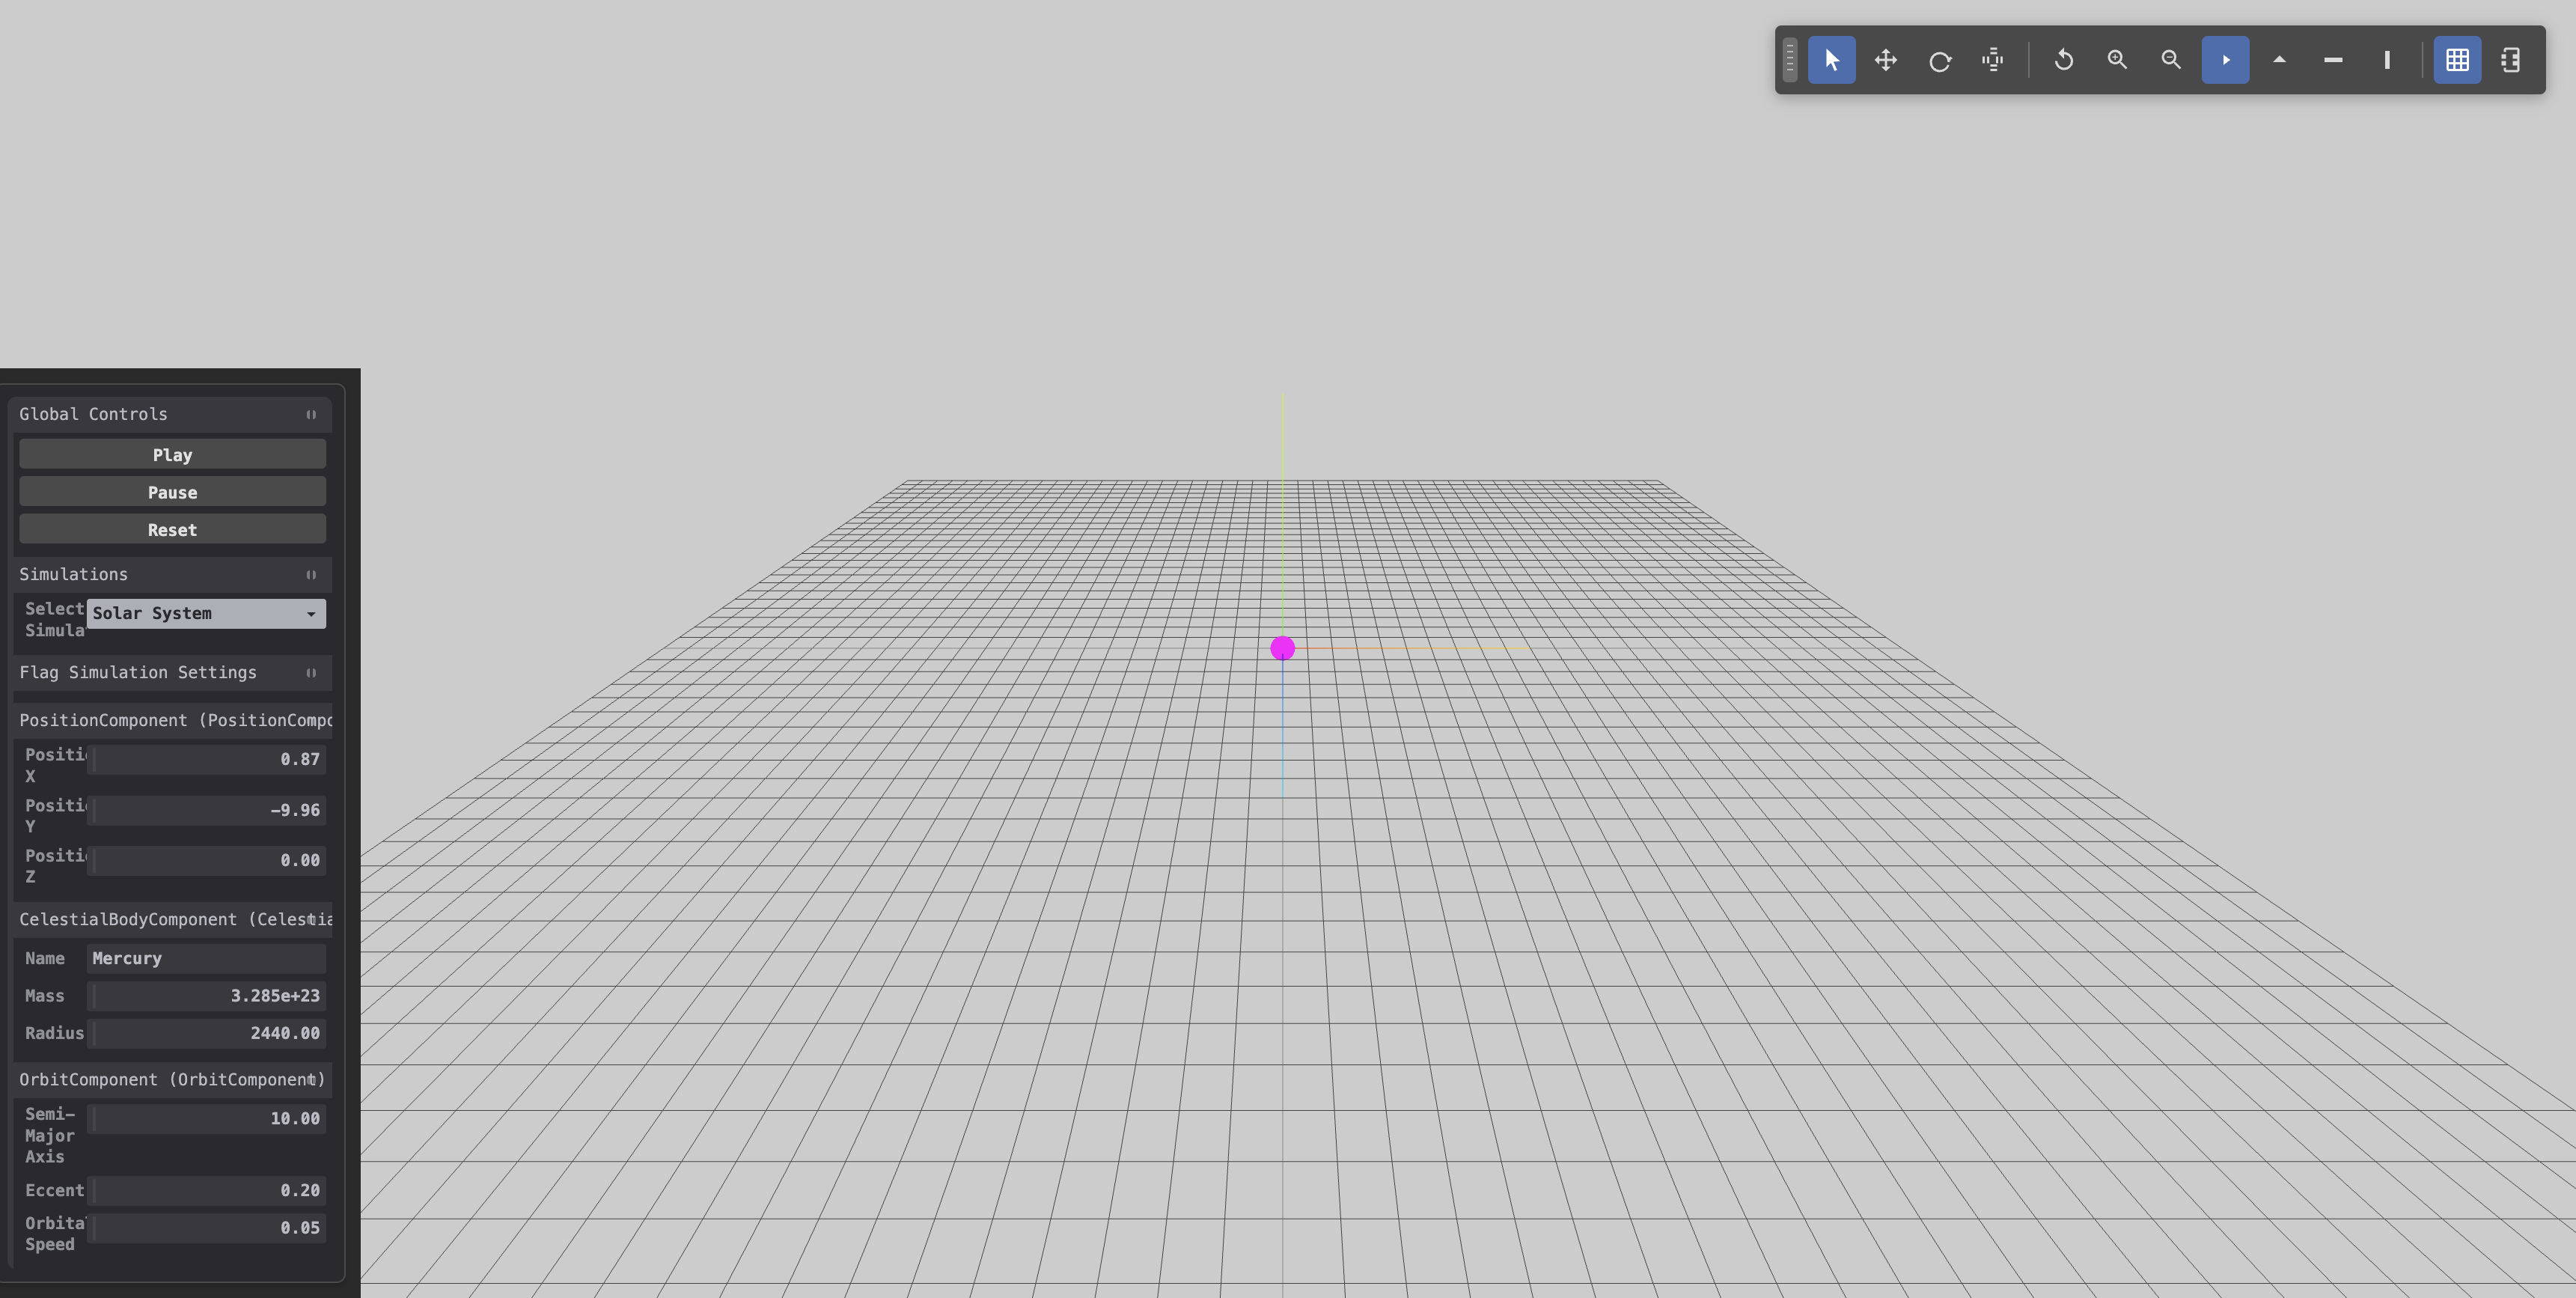 Global Controls
Play
Pause
Reset
Simulations
Select Solar System
Simula
Flag Simulation Settings
PositionComponent (PositionCompo
Positi 0.87
X
Positi −9.96
Y
Positi 0.00
Z
CelestialBodyComponent (Celestia
Name Mercury
Mass 3.285e+23
Radius 2440.00
OrbitComponent (OrbitComponent)
Semi– 10.00
Major
Axis
Eccent 0.20
Orbita 0.05
Speed